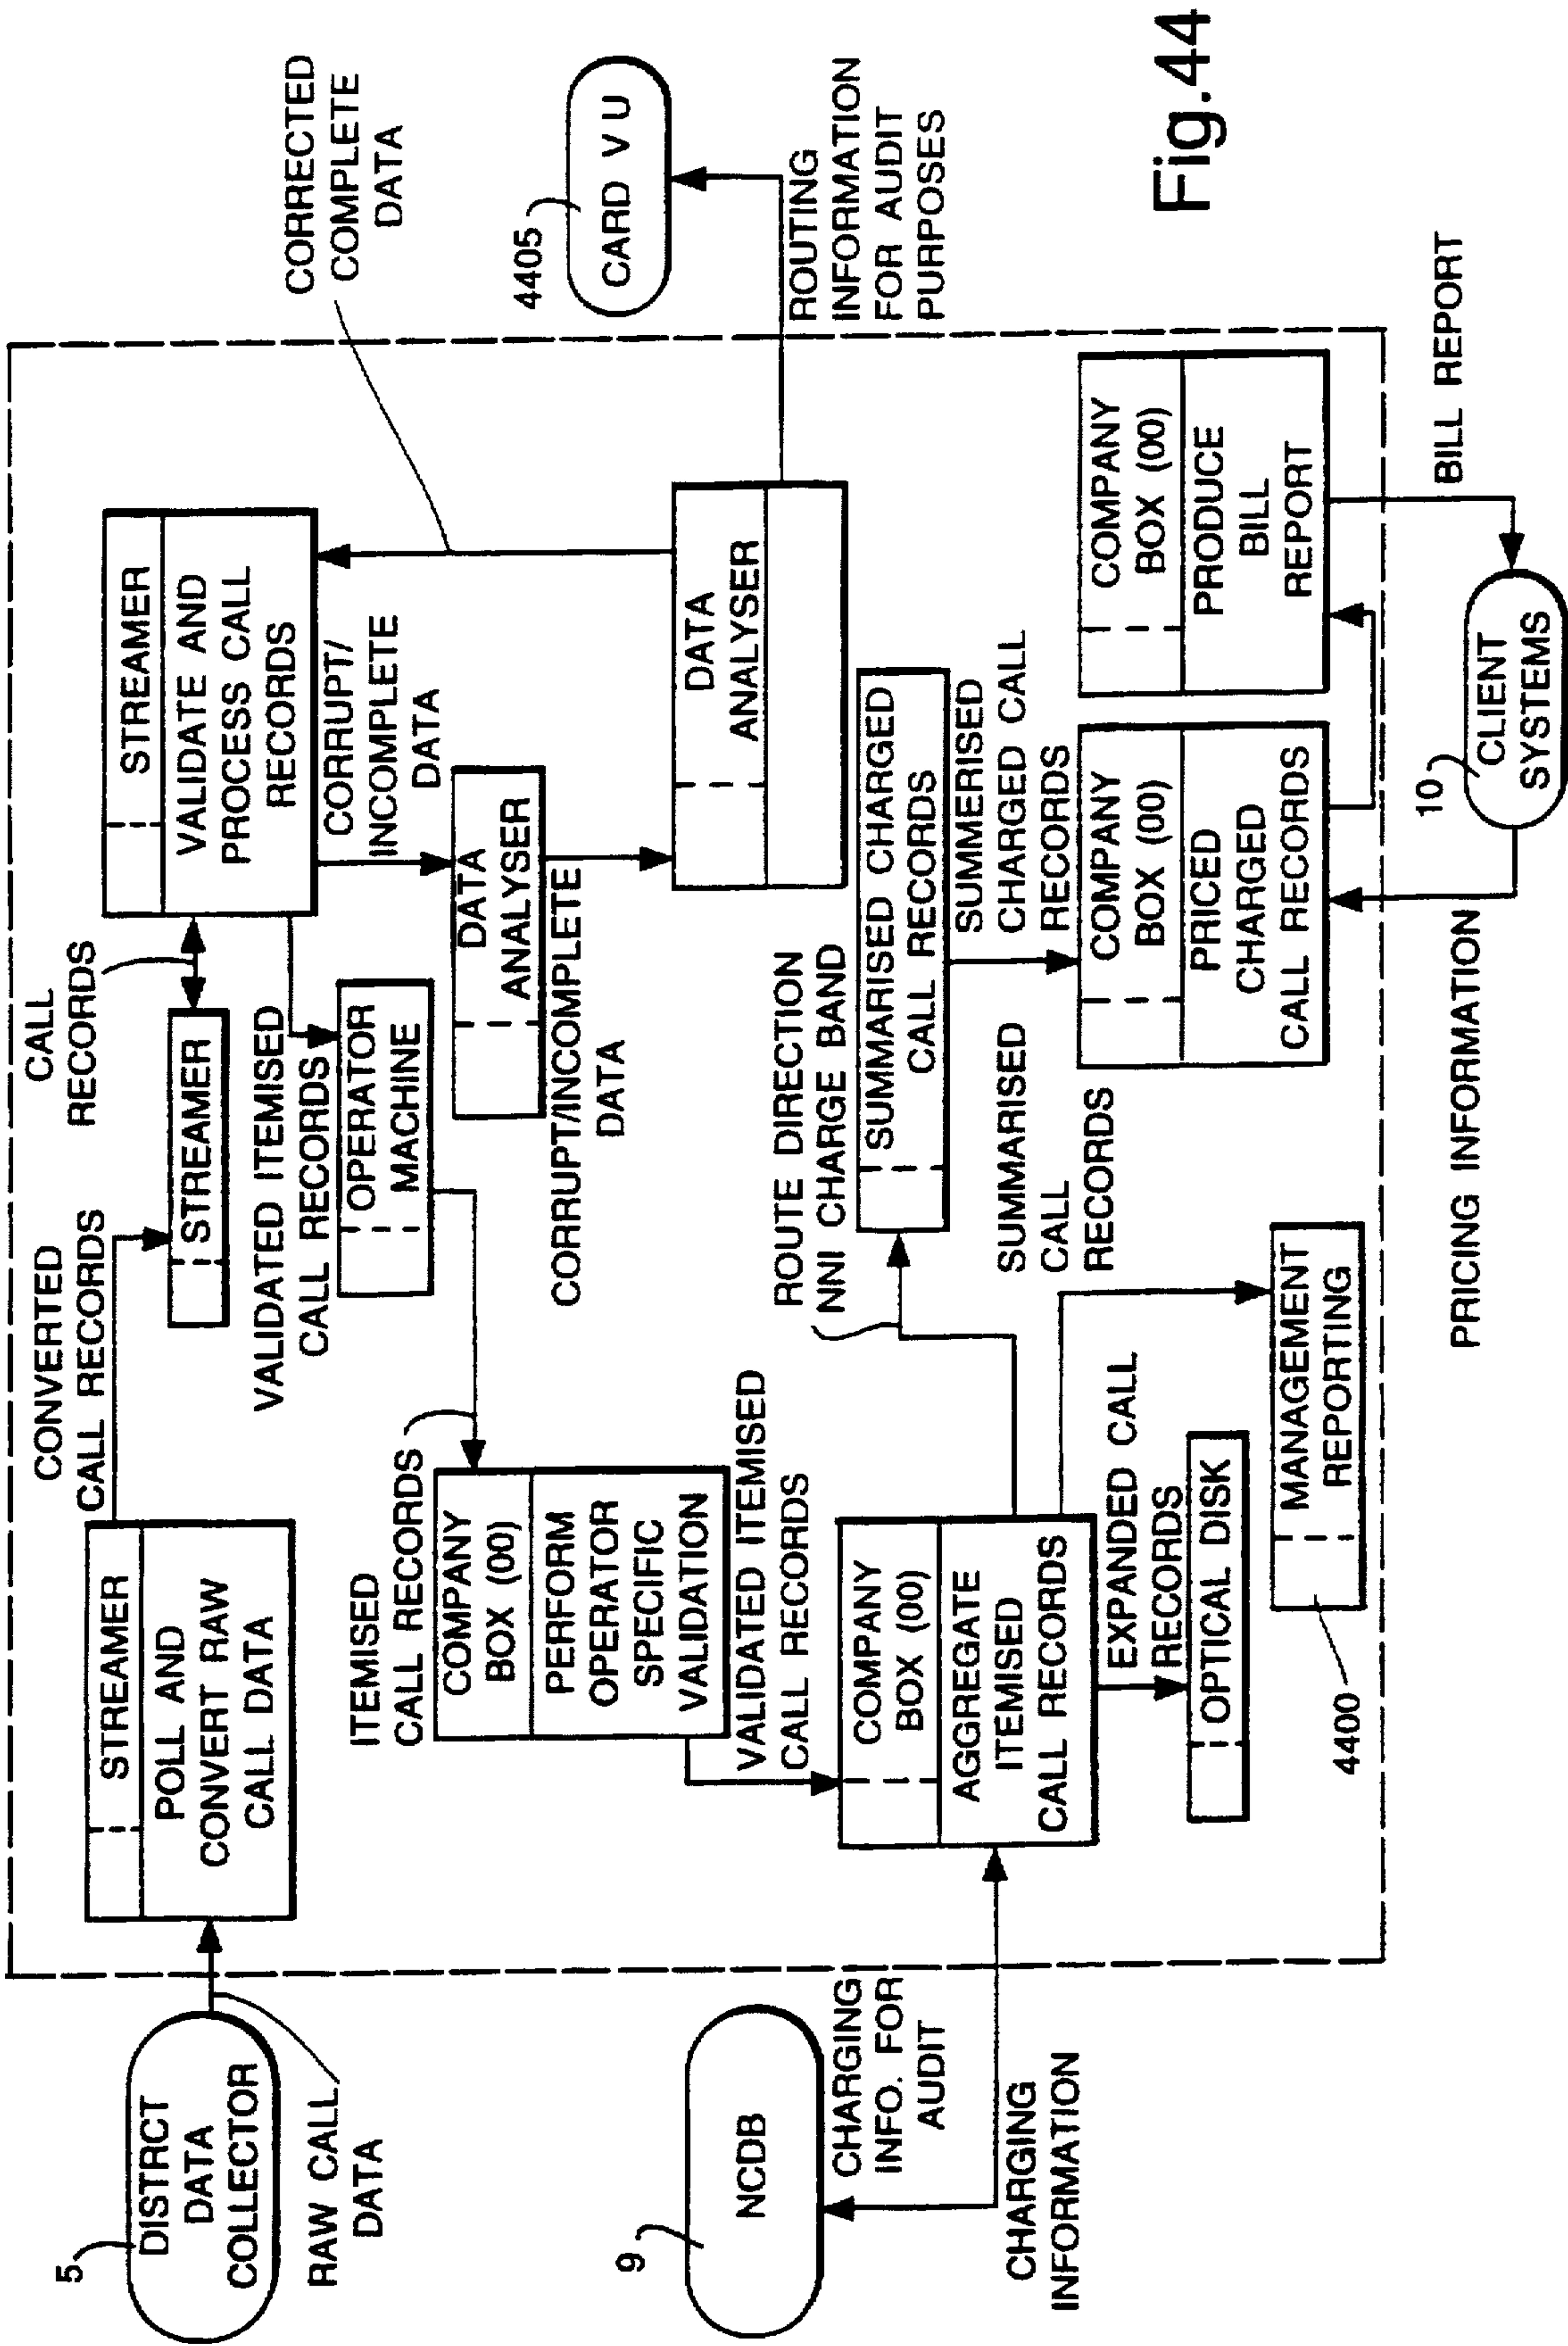 5
DISTRCT
DATA
COLLECTOR
RAW CALL
DATA
STREAMER
POLL AND
CONVERT RAW
CALL DATA
CONVERTED
CALL RECORDS
STREAMER
CALL
RECORDS
STREAMER
VALIDATE AND
PROCESS CALL
RECORDS
CORRECTED
COMPLETE
DATA
VALIDATED ITEMISED
CALL RECORDS
OPERATOR
MACHINE
CORRUPT/
INCOMPLETE
DATA
DATA
ANALYSER
CORRUPT/INCOMPLETE
DATA
DATA
ANALYSER
4405
CARD V U
ROUTING
INFORMATION
FOR AUDIT
PURPOSES
ITEMISED
CALL RECORDS
COMPANY
BOX (00)
PERFORM
OPERATOR
SPECIFIC
VALIDATION
VALIDATED ITEMISED
CALL RECORDS
9
NCDB
CHARGING
INFO. FOR
AUDIT
CHARGING
INFORMATION
COMPANY
BOX (00)
AGGREGATE
ITEMISED
CALL RECORDS
ROUTE DIRECTION
NNI CHARGE BAND
SUMMARISED CHARGED
CALL RECORDS
SUMMERISED
CHARGED CALL
RECORDS
SUMMARISED
CALL
RECORDS
EXPANDED CALL
RECORDS
OPTICAL DISK
MANAGEMENT
REPORTING
4400
COMPANY
BOX (00)
PRICED
CHARGED
CALL RECORDS
COMPANY
BOX (00)
PRODUCE
BILL
REPORT
PRICING INFORMATION
10
CLIENT
SYSTEMS
BILL REPORT
Fig.44